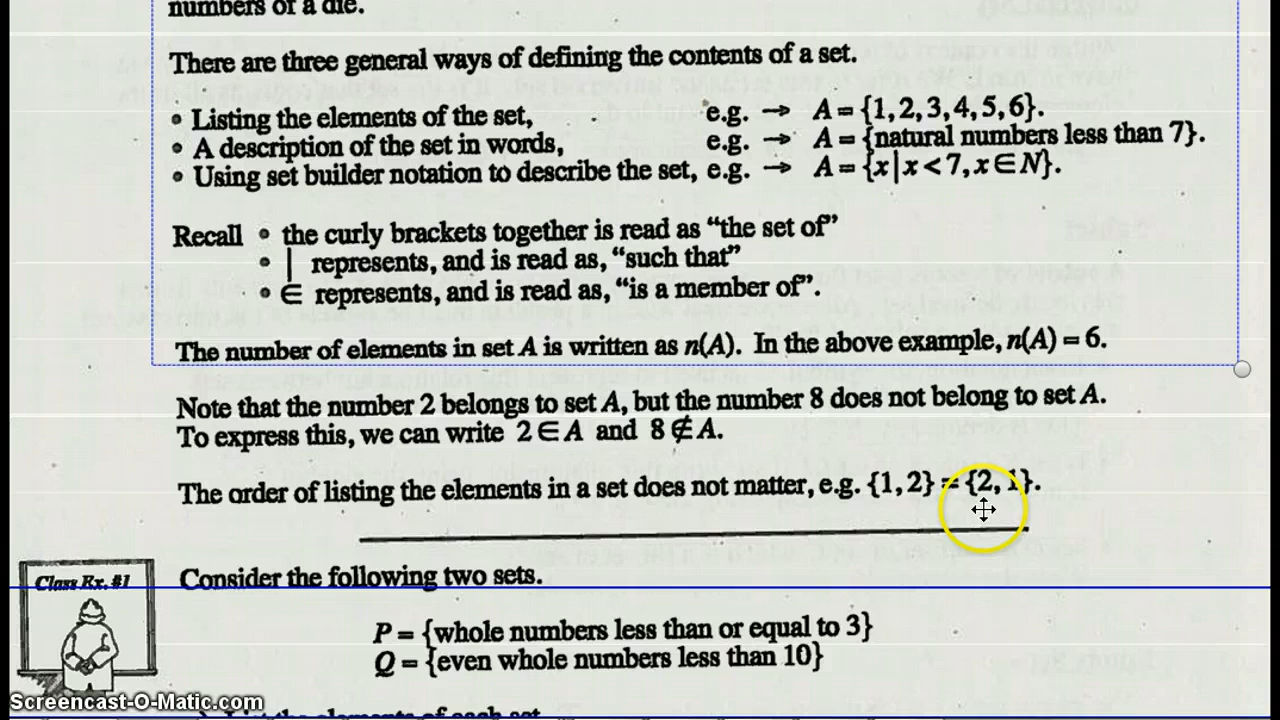 numbers of a die.
There are three general ways of defining the contents of a set.
• Listing the elements of the set, e.g. → A = {1, 2, 3, 4, 5, 6}.
• A description of the set in words, e.g. → A = {natural numbers less than 7}.
• Using set builder notation to describe the set, e.g. → A = {x | x < 7, x ∈ N}.
Recall • the curly brackets together is read as “the set of”
• | represents, and is read as, “such that”
• ∈ represents, and is read as, “is a member of”.
The number of elements in set A is written as n(A). In the above example, n(A) = 6.
Note that the number 2 belongs to set A, but the number 8 does not belong to set A.
To express this, we can write 2 ∈ A and 8 ∉ A.
The order of listing the elements in a set does not matter, e.g. {1, 2} = {2, 1}.
Class Ex. #1
Consider the following two sets.
P = {whole numbers less than or equal to 3}
Q = {even whole numbers less than 10}
List the elements of each set
Screencast-O-Matic.com